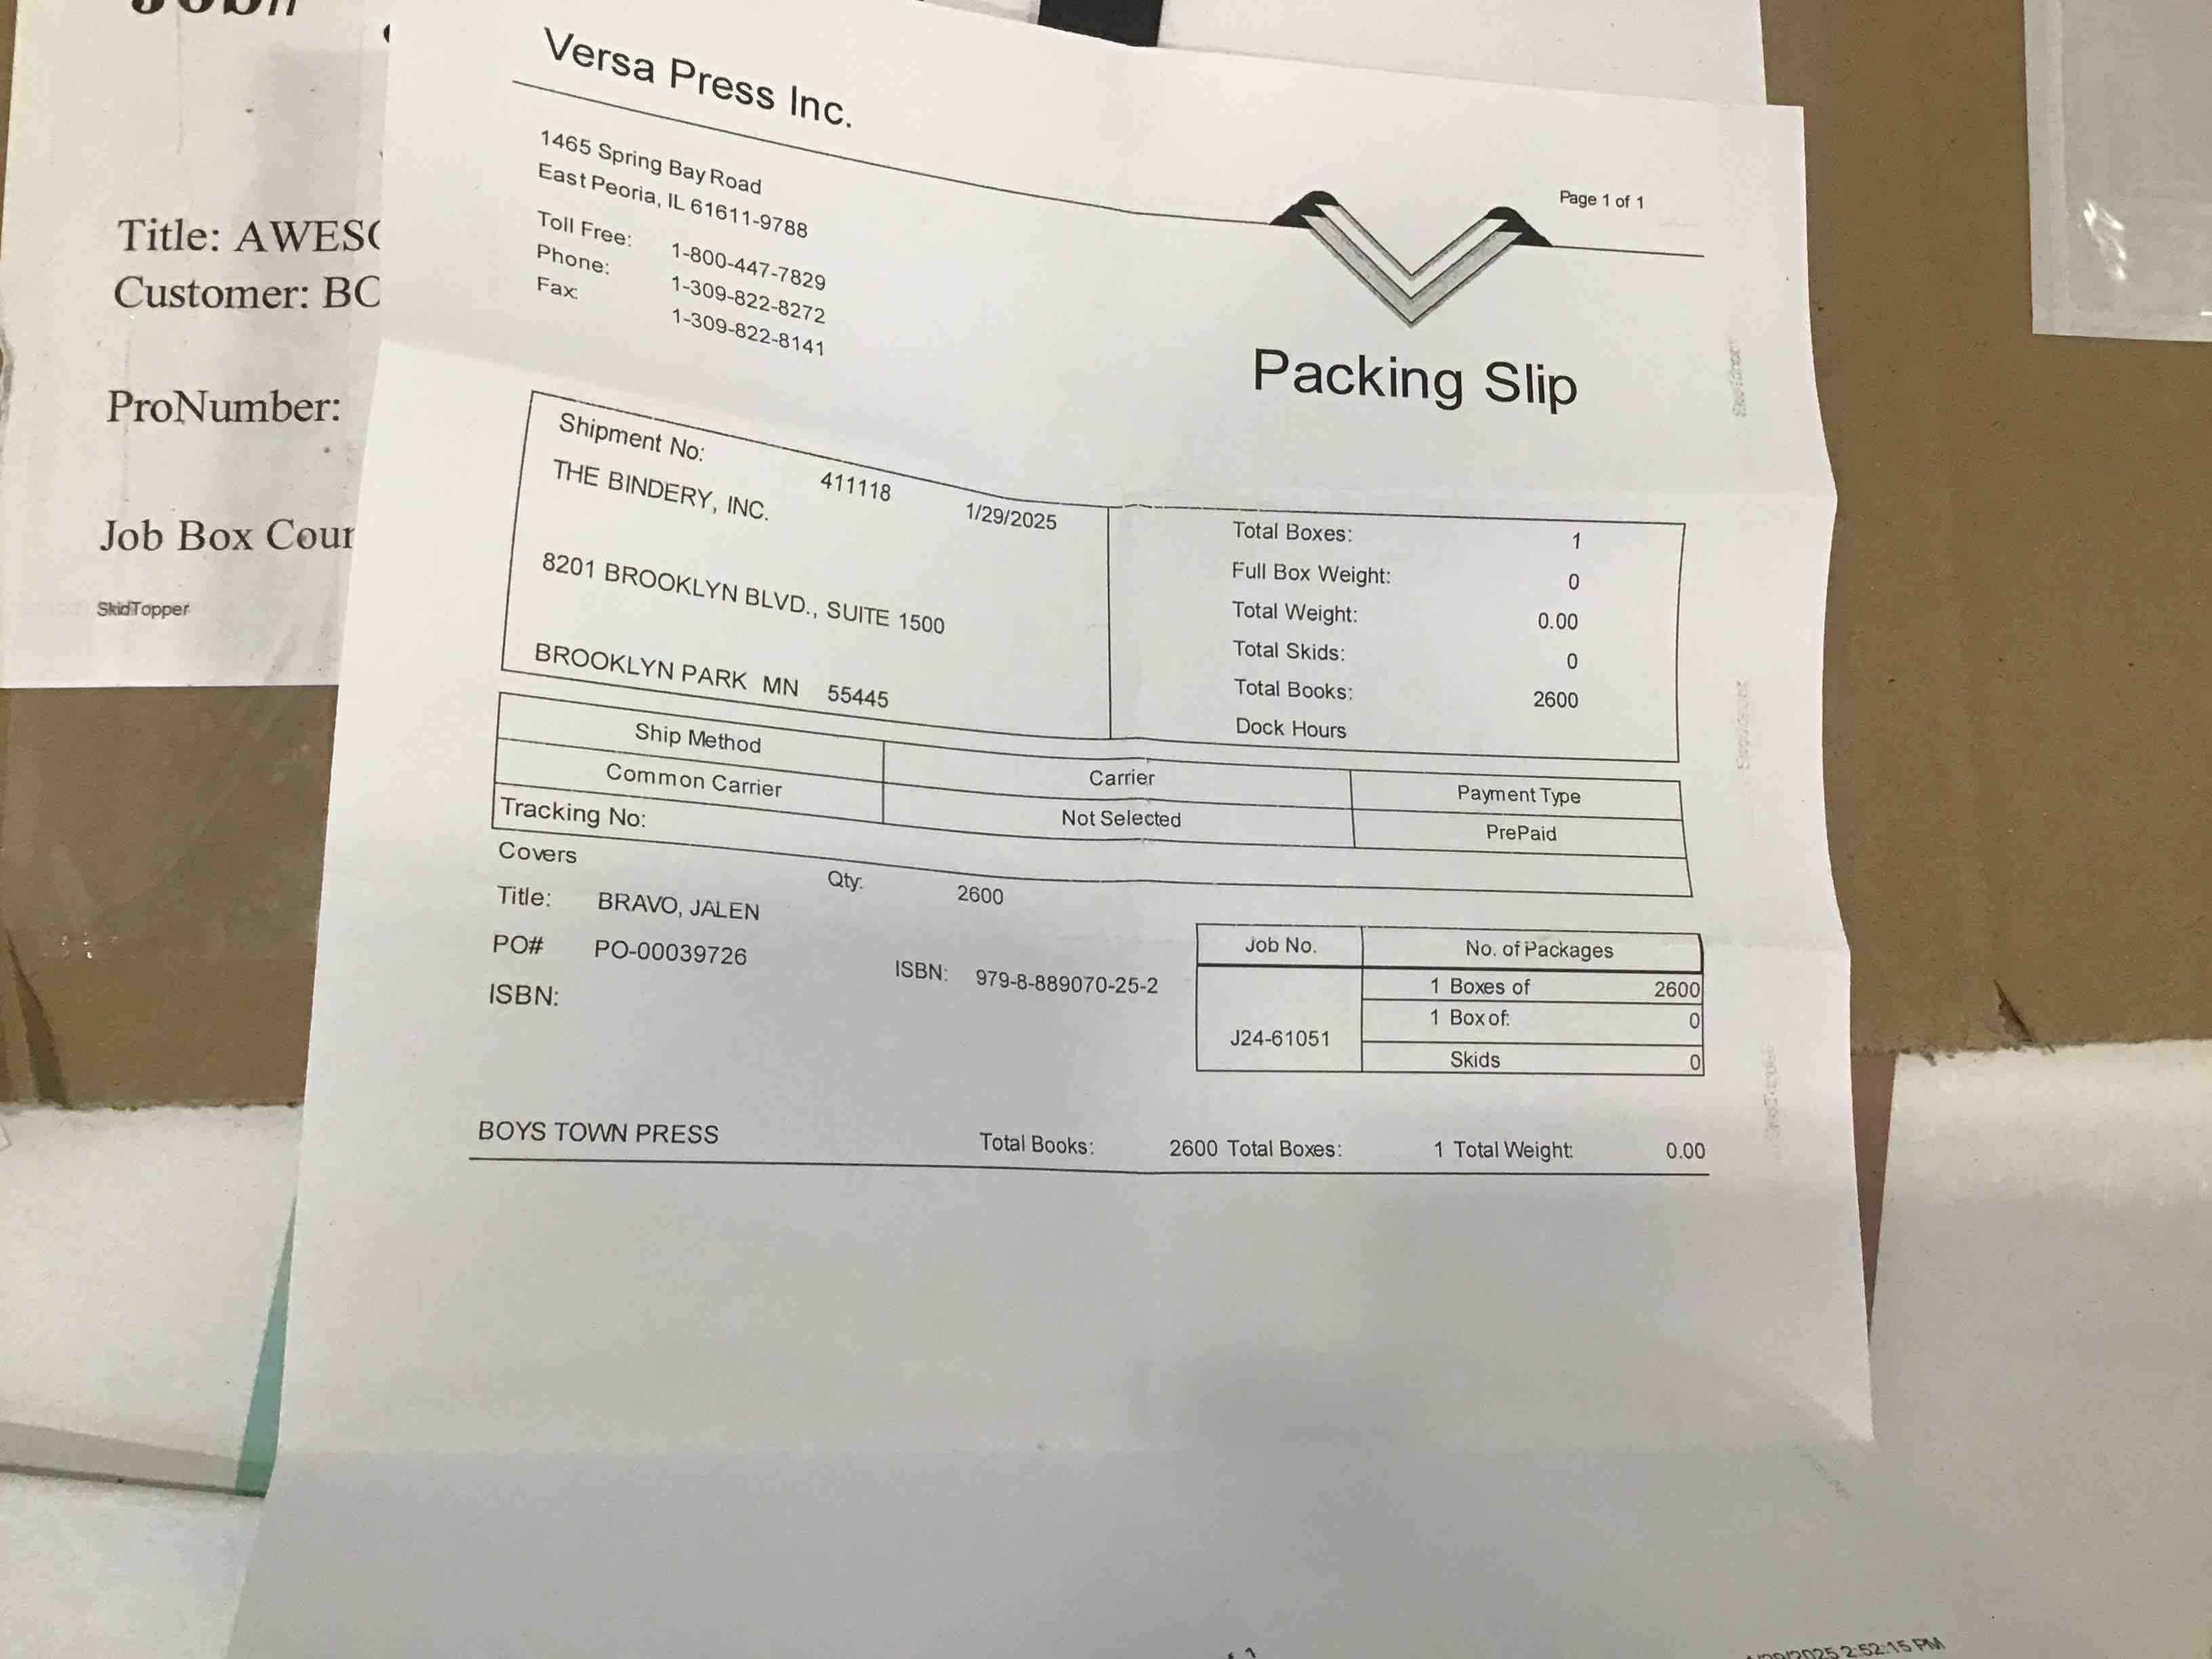 Title: AWESO
Customer: BO
ProNumber:
Job Box Coun
SkidTopper
Versa Press Inc.
1465 Spring Bay Road
East Peoria, IL 61611-9788
Toll Free: 1-800-447-7829
Phone: 1-309-822-8272
Fax: 1-309-822-8141
Page 1 of 1
Packing Slip
Shipment No: 411118 1/29/2025
THE BINDERY, INC.
8201 BROOKLYN BLVD., SUITE 1500
BROOKLYN PARK MN 55445
Total Boxes: 1
Full Box Weight: 0
Total Weight: 0.00
Total Skids: 0
Total Books: 2600
Dock Hours
Ship Method Carrier Payment Type
Common Carrier Not Selected PrePaid
Tracking No:
Covers Qty: 2600
Title: BRAVO, JALEN
PO# PO-00039726 ISBN: 979-8-889070-25-2
ISBN:
Job No. No. of Packages
J24-61051
1 Boxes of 2600
1 Box of: 0
Skids 0
BOYS TOWN PRESS Total Books: 2600 Total Boxes: 1 Total Weight: 0.00
2:52:15 PM